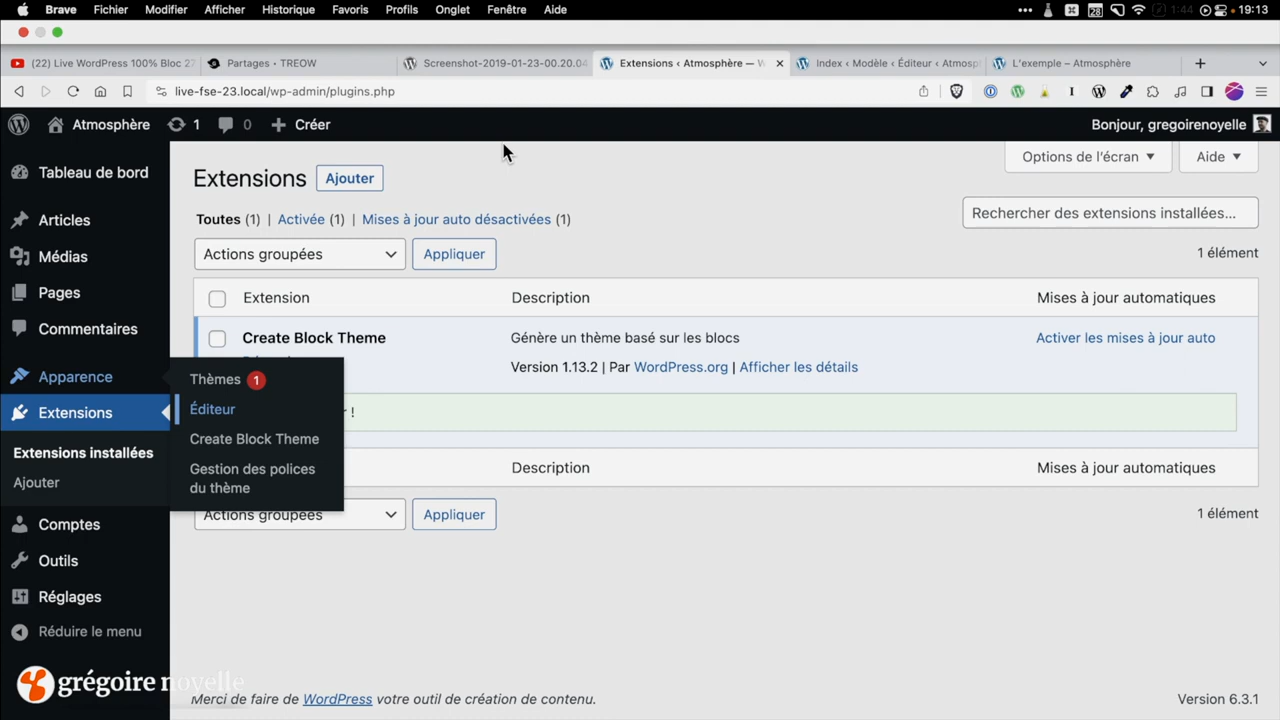 Brave Fichier Modifier Afficher Historique Favoris Profils Onglet Fenêtre Aide 28 1:44 19:13
(22) Live WordPress 100% Bloc 27 Partages • TREOW Screenshot-2019-01-23-00.20.04 Extensions ‹ Atmosphère — W Index ‹ Modèle ‹ Éditeur ‹ Atmosp L'exemple – Atmosphère
live-fse-23.local/wp-admin/plugins.php
Atmosphère 1 0 Créer Bonjour, gregoirenoyelle
Tableau de bord
Articles
Médias
Pages
Commentaires
Apparence
Extensions
Extensions installées
Ajouter
Comptes
Outils
Réglages
Réduire le menu
Thèmes 1
Éditeur
Create Block Theme
Gestion des polices
du thème
Options de l'écran Aide
Extensions Ajouter
Toutes (1) | Activée (1) | Mises à jour auto désactivées (1)
Rechercher des extensions installées...
Actions groupées Appliquer 1 élément
Extension Description Mises à jour automatiques
Create Block Theme Génère un thème basé sur les blocs Activer les mises à jour auto
Version 1.13.2 | Par WordPress.org | Afficher les détails
!
Description Mises à jour automatiques
Actions groupées Appliquer 1 élément
grégoire noyelle
Merci de faire de WordPress votre outil de création de contenu. Version 6.3.1